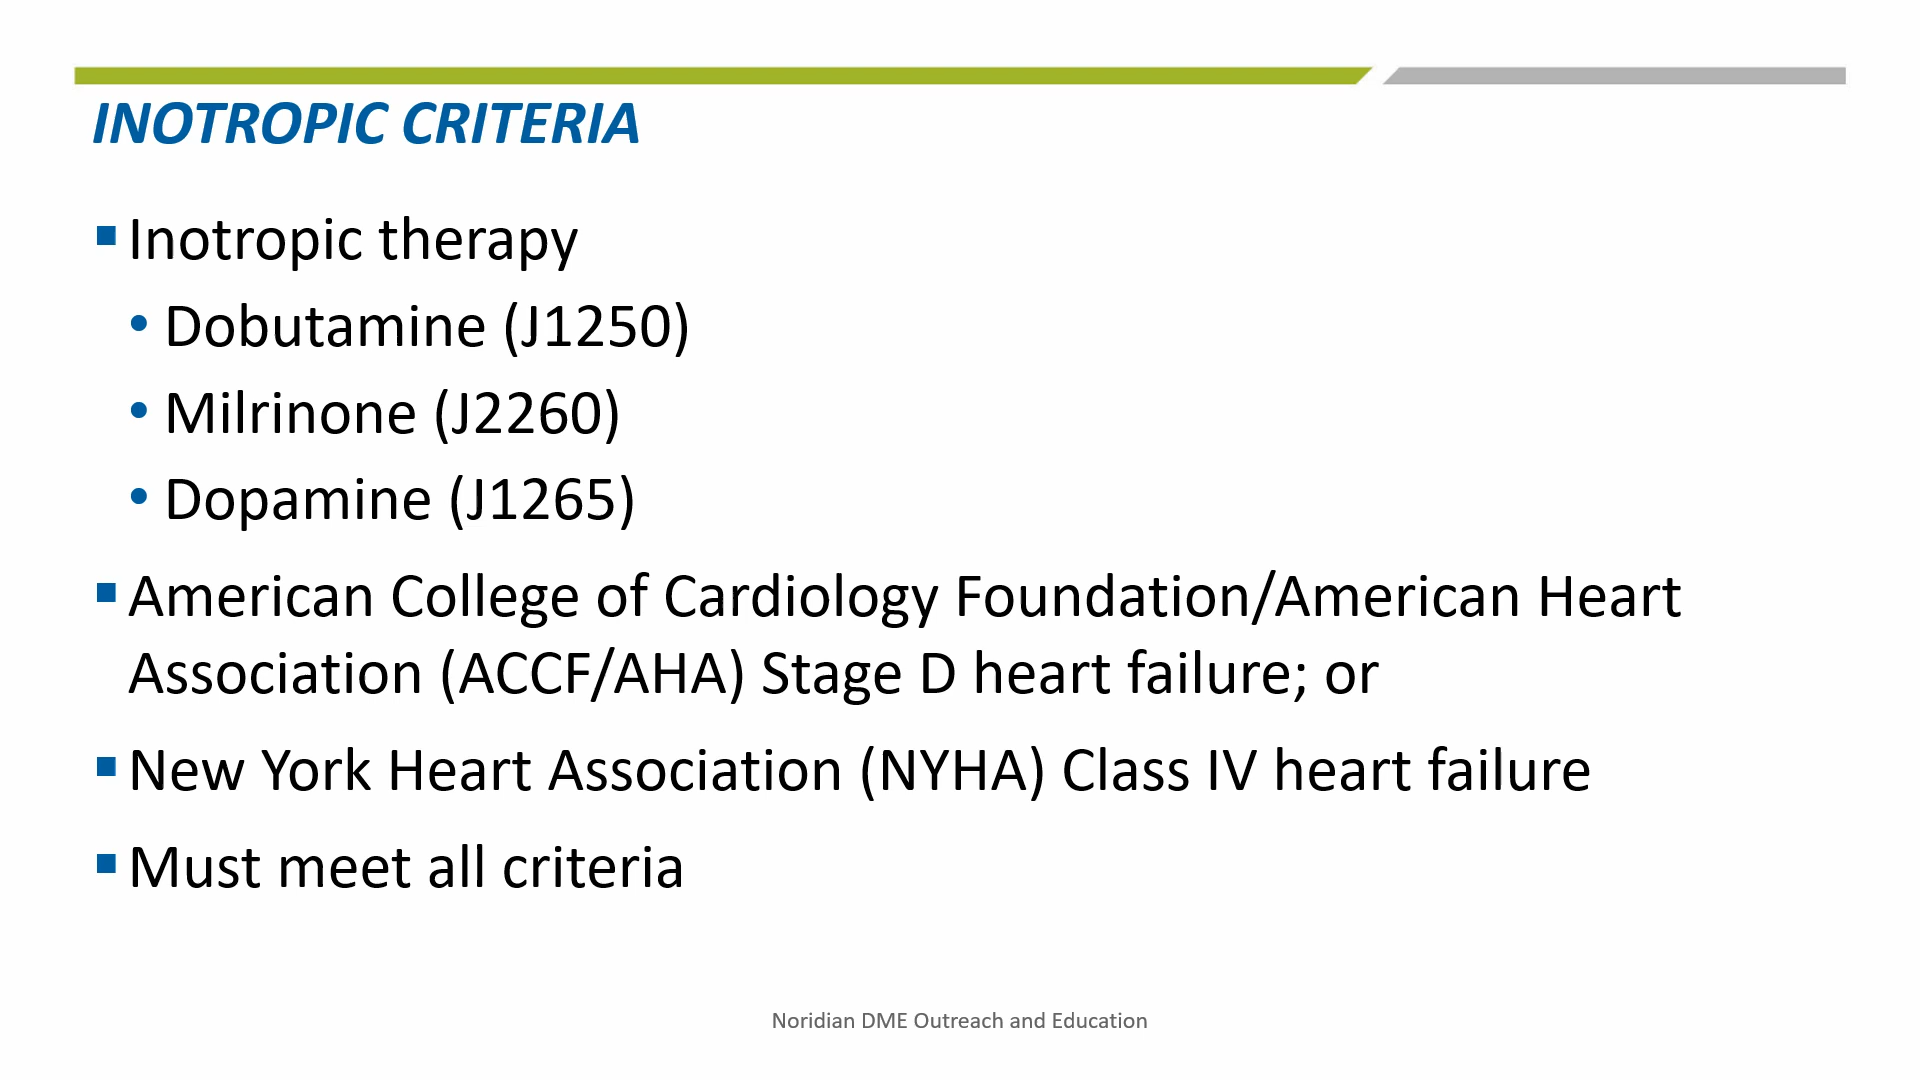 INOTROPIC CRITERIA
▪ Inotropic therapy
• Dobutamine (J1250)
• Milrinone (J2260)
• Dopamine (J1265)
▪ American College of Cardiology Foundation/American Heart
Association (ACCF/AHA) Stage D heart failure; or
▪ New York Heart Association (NYHA) Class IV heart failure
▪ Must meet all criteria
Noridian DME Outreach and Education